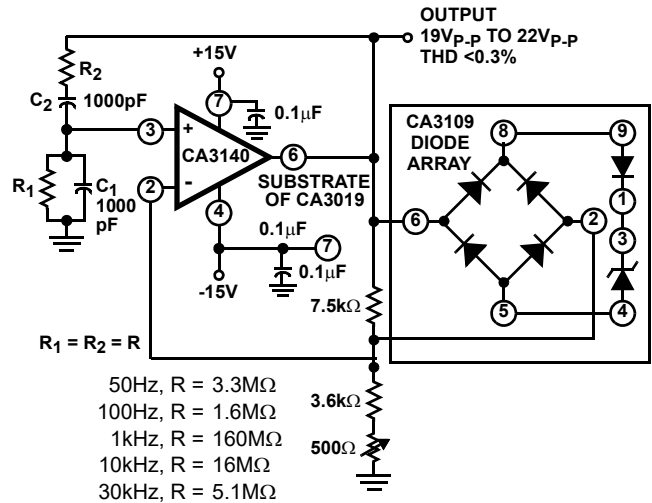 OUTPUT
19VP-P TO 22VP-P
THD <0.3%
+15V
R2
C2 1000pF
7
0.1μF
3
+
CA3140
6
2
-
4
R1
C1
1000
pF
SUBSTRATE
OF CA3019
0.1μF
7
0.1μF
-15V
CA3109
DIODE
ARRAY
8
9
1
6
2
3
5
4
7.5kΩ
R1 = R2 = R
50Hz, R = 3.3MΩ
100Hz, R = 1.6MΩ
1kHz, R = 160MΩ
10kHz, R = 16MΩ
30kHz, R = 5.1MΩ
3.6kΩ
500Ω